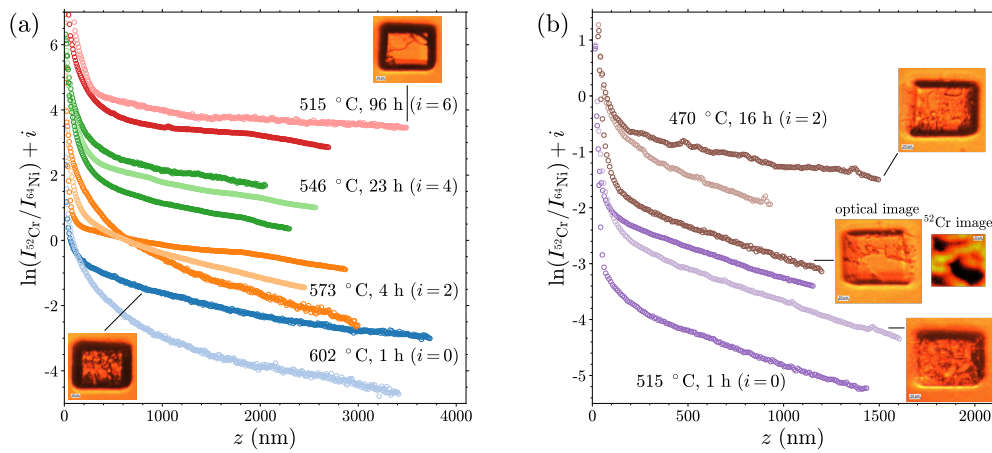 (a)
ln(I⁵²Cr/I⁶⁴Ni) + i
6
4
2
0
-2
-4
515 °C, 96 h (i=6)
546 °C, 23 h (i=4)
573 °C, 4 h (i=2)
602 °C, 1 h (i=0)
0
1000
2000
3000
4000
z (nm)
(b)
ln(I⁵²Cr/I⁶⁴Ni) + i
1
0
-1
-2
-3
-4
-5
470 °C, 16 h (i=2)
optical image
⁵²Cr image
515 °C, 1 h (i=0)
0
500
1000
1500
2000
z (nm)